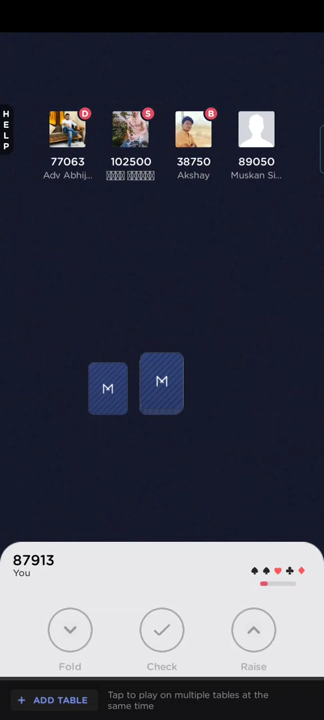 HELP
D
S
B
77063
102500
38750
89050
Adv Abhij...
Akshay
Muskan Si...
M
M
87913
You
Fold
Check
Raise
+ ADD TABLE
Tap to play on multiple tables at the
same time